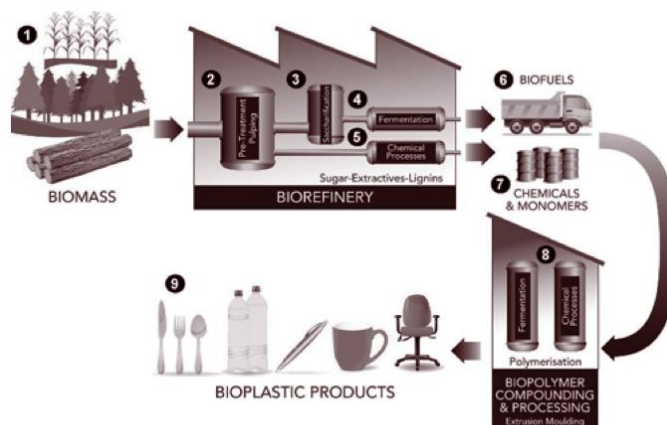 1
BIOMASS
2
Pre-Treatment
Pulping
3
Saccharification
4
Fermentation
5
Chemical
Processes
Sugar-Extractives-Lignins
BIOREFINERY
6
BIOFUELS
7
CHEMICALS
& MONOMERS
8
Fermentation
Chemical
Processes
Polymerisation
BIOPOLYMER
COMPOUNDING
& PROCESSING
Extrusion Moulding
9
BIOPLASTIC PRODUCTS